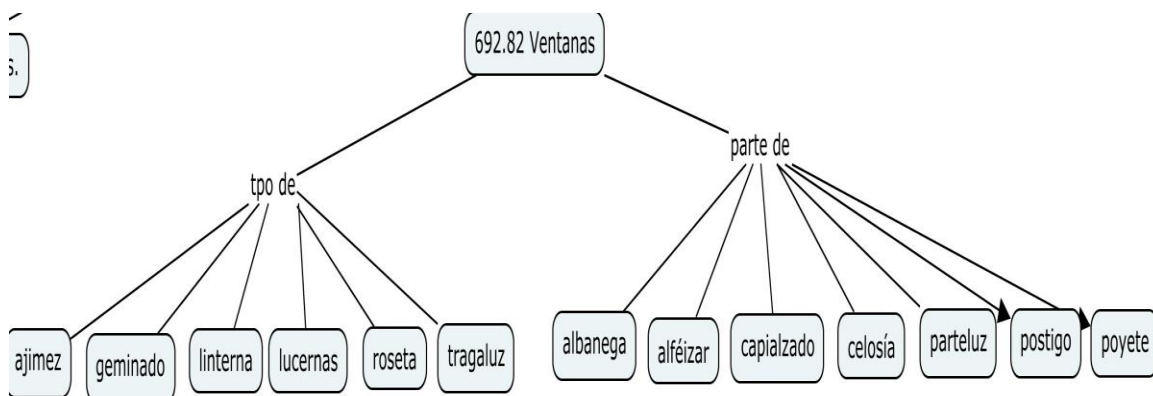 s.
692.82 Ventanas
parte de
tpo de
ajimez
geminado
linterna
lucernas
roseta
tragaluz
albanega
alféizar
capialzado
celosía
parteluz
postigo
poyete